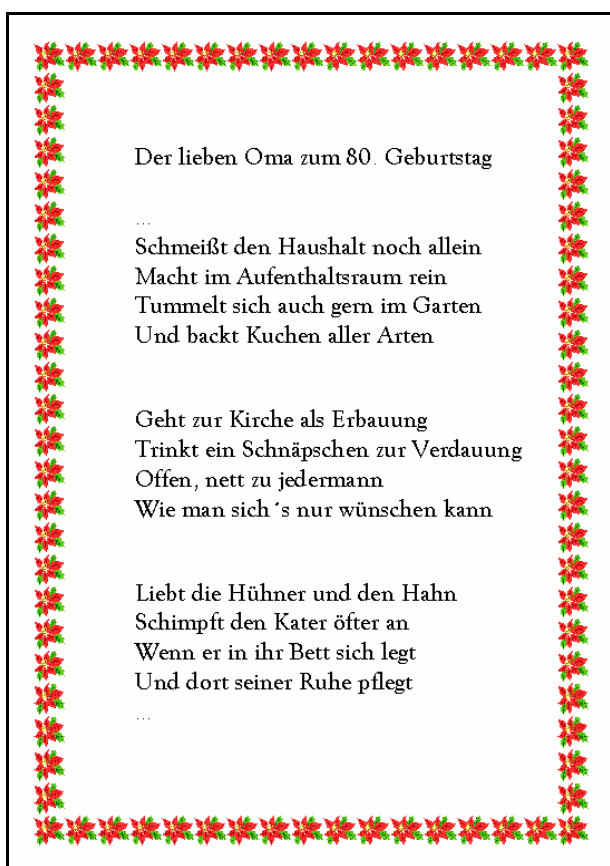 Der lieben Oma zum 80. Geburtstag
...
Schmeißt den Haushalt noch allein
Macht im Aufenthaltsraum rein
Tummelt sich auch gern im Garten
Und backt Kuchen aller Arten
Geht zur Kirche als Erbauung
Trinkt ein Schnäpschen zur Verdauung
Offen, nett zu jedermann
Wie man sich´s nur wünschen kann
Liebt die Hühner und den Hahn
Schimpft den Kater öfter an
Wenn er in ihr Bett sich legt
Und dort seiner Ruhe pflegt
...